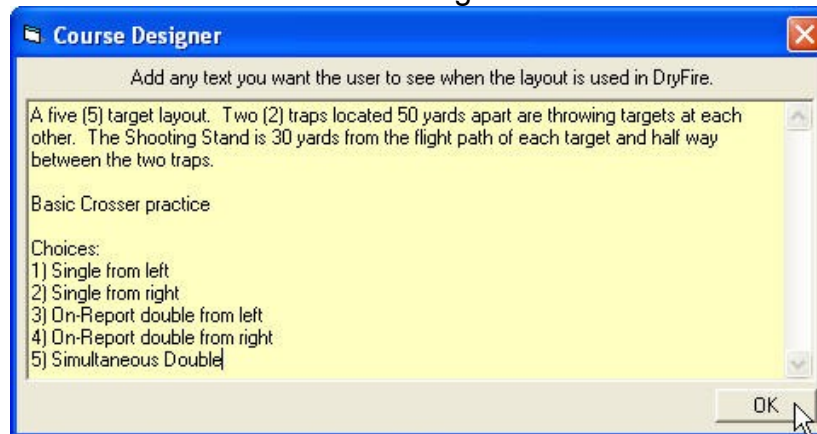 Course Designer
Add any text you want the user to see when the layout is used in DryFire.
A five (5) target layout.  Two (2) traps located 50 yards apart are throwing targets at each
other.  The Shooting Stand is 30 yards from the flight path of each target and half way
between the two traps.
Basic Crosser practice
Choices:
1) Single from left
2) Single from right
3) On-Report double from left
4) On-Report double from right
5) Simultaneous Double
OK